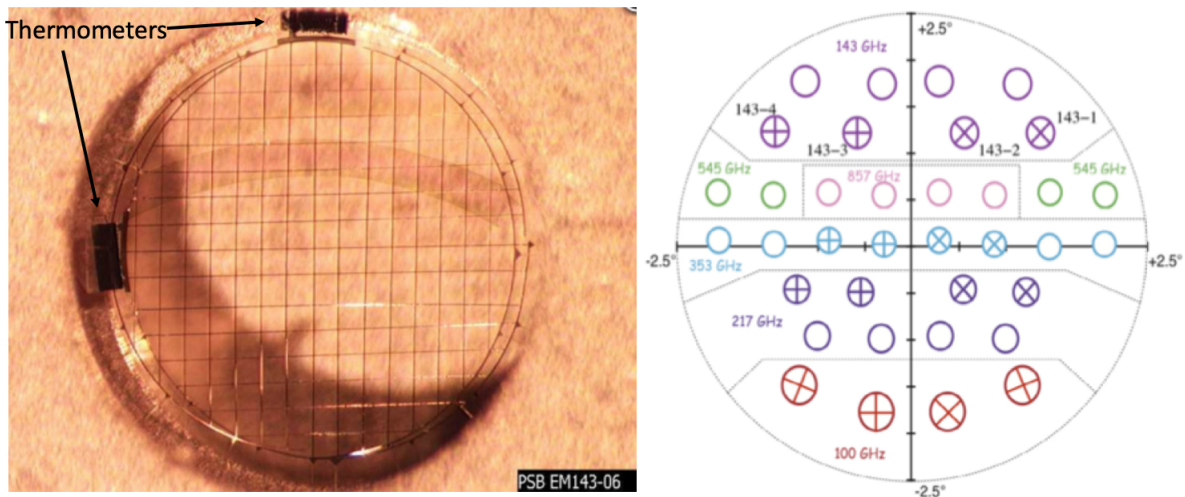 Thermometers
PSB EM143-06
+2.5°
143 GHz
143-4
143-1
143-3
143-2
545 GHz
857 GHz
545 GHz
-2.5°
+2.5°
353 GHz
217 GHz
100 GHz
-2.5°